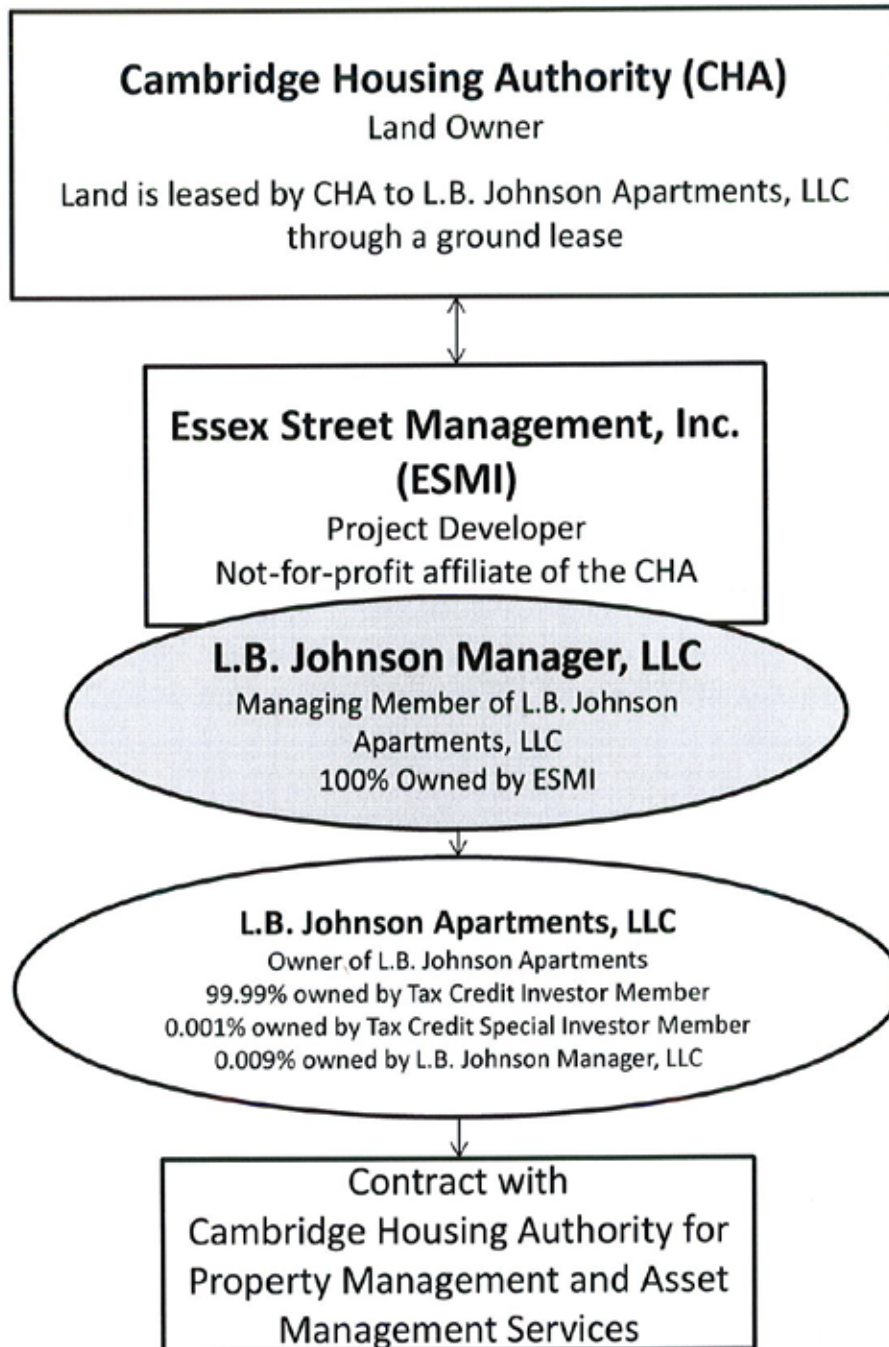 Cambridge Housing Authority (CHA)
Land Owner
Land is leased by CHA to L.B. Johnson Apartments, LLC
through a ground lease
Essex Street Management, Inc.
(ESMI)
Project Developer
Not-for-profit affiliate of the CHA
L.B. Johnson Manager, LLC
Managing Member of L.B. Johnson
Apartments, LLC
100% Owned by ESMI
L.B. Johnson Apartments, LLC
Owner of L.B. Johnson Apartments
99.99% owned by Tax Credit Investor Member
0.001% owned by Tax Credit Special Investor Member
0.009% owned by L.B. Johnson Manager, LLC
Contract with
Cambridge Housing Authority for
Property Management and Asset
Management Services